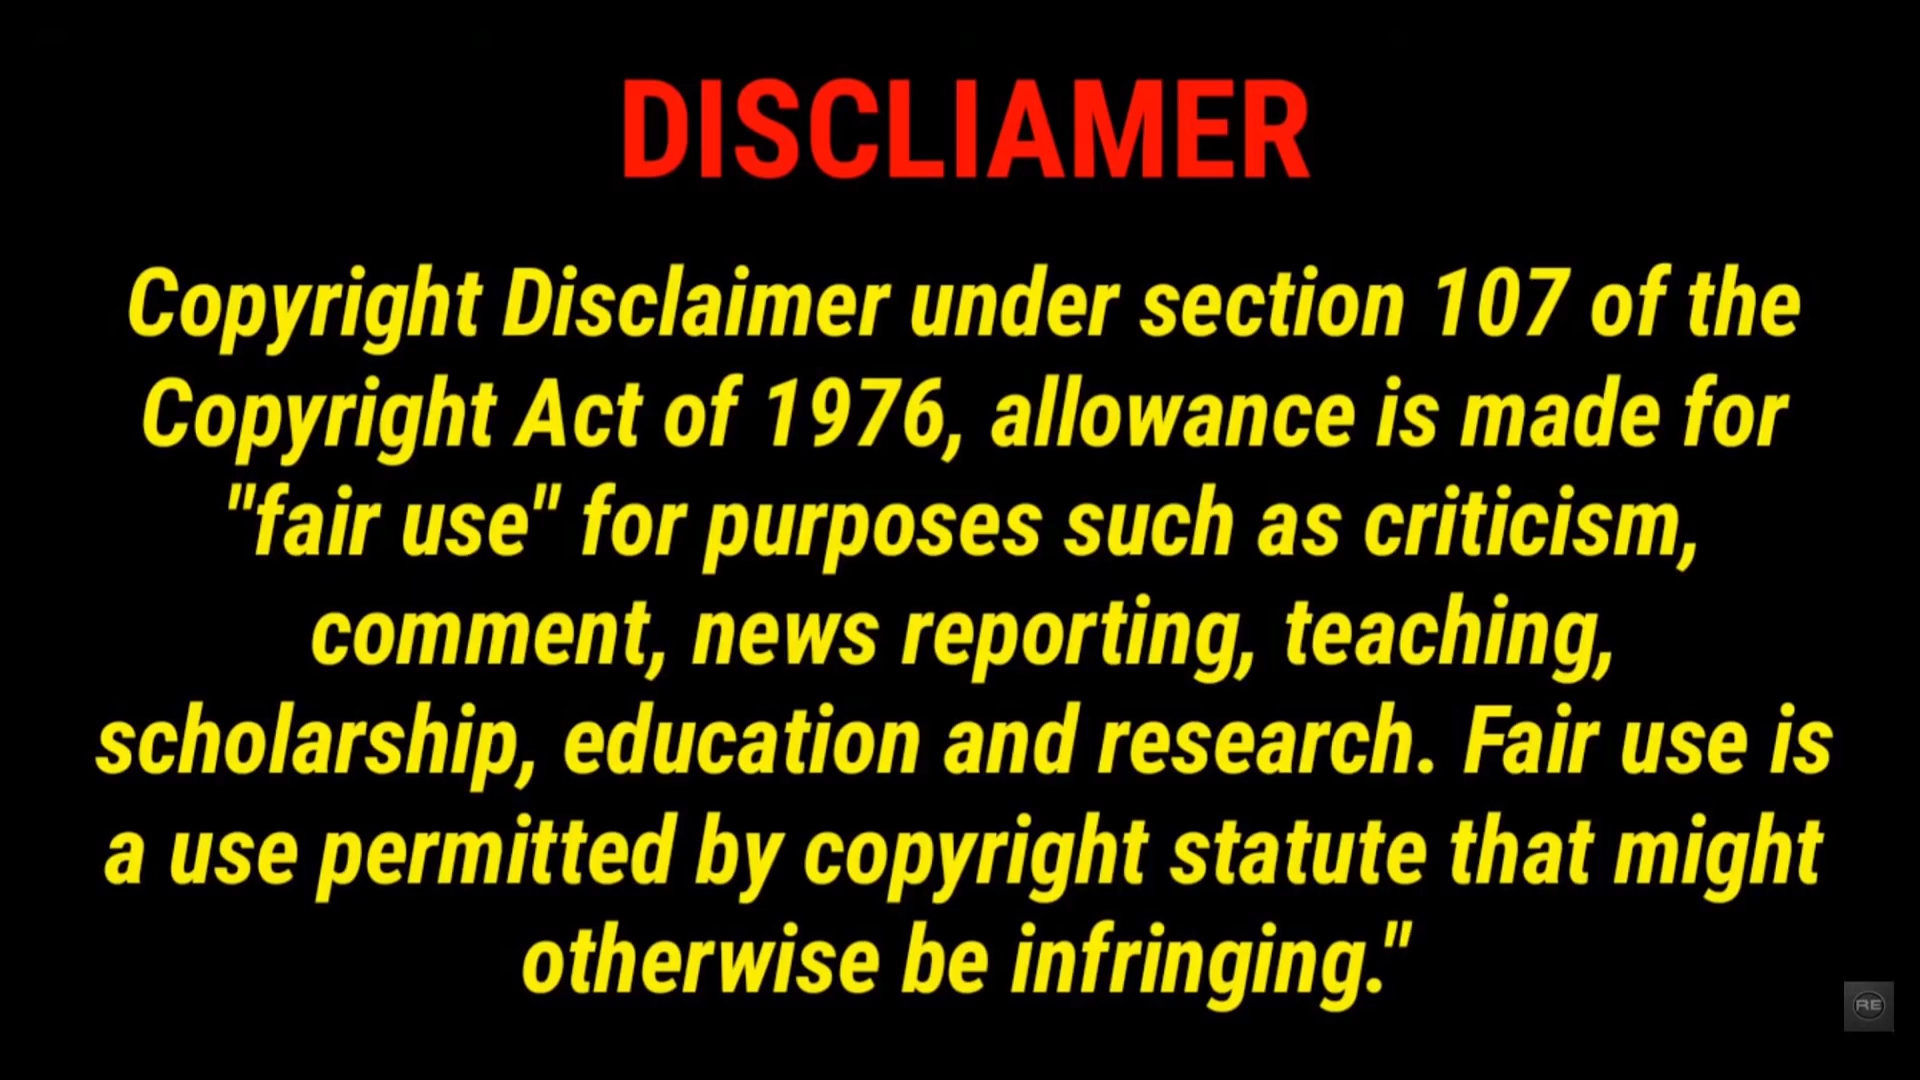 DISCLIAMER
Copyright Disclaimer under section 107 of the
Copyright Act of 1976, allowance is made for
"fair use" for purposes such as criticism,
comment, news reporting, teaching,
scholarship, education and research. Fair use is
a use permitted by copyright statute that might
otherwise be infringing."
RE